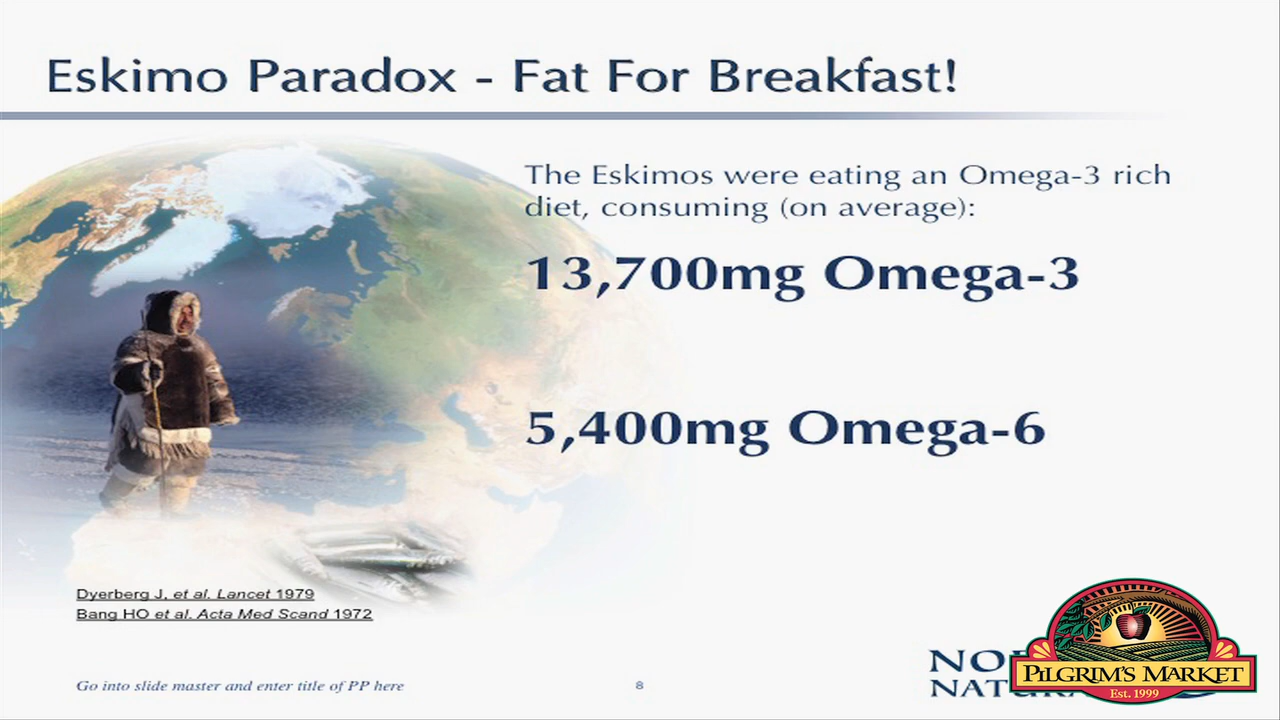 Eskimo Paradox - Fat For Breakfast!
The Eskimos were eating an Omega-3 rich
diet, consuming (on average):
13,700mg Omega-3
5,400mg Omega-6
Dyerberg J, et al. Lancet 1979
Bang HO et al. Acta Med Scand 1972
Go into slide master and enter title of PP here
8
PILGRIM'S MARKET
Est. 1999